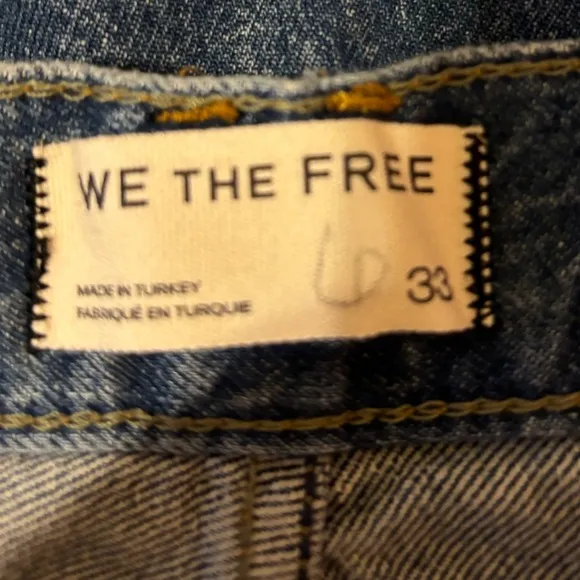 WE THE FREE
MADE IN TURKEY
FABRIQUÉ EN TURQUIE
33